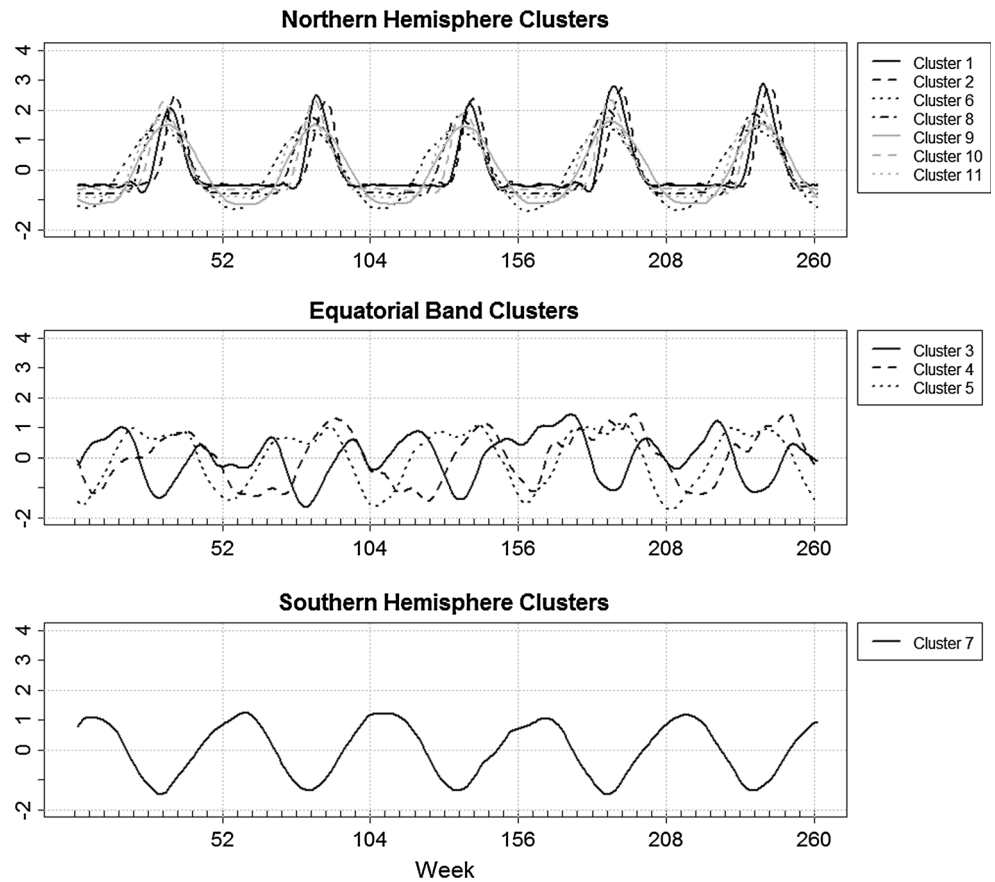 Northern Hemisphere Clusters
4
3
2
1
0
-2
52
104
156
208
260
Cluster 1
Cluster 2
Cluster 6
Cluster 8
Cluster 9
Cluster 10
Cluster 11
Equatorial Band Clusters
4
3
2
1
0
-2
52
104
156
208
260
Cluster 3
Cluster 4
Cluster 5
Southern Hemisphere Clusters
4
3
2
1
0
-2
52
104
156
208
260
Week
Cluster 7